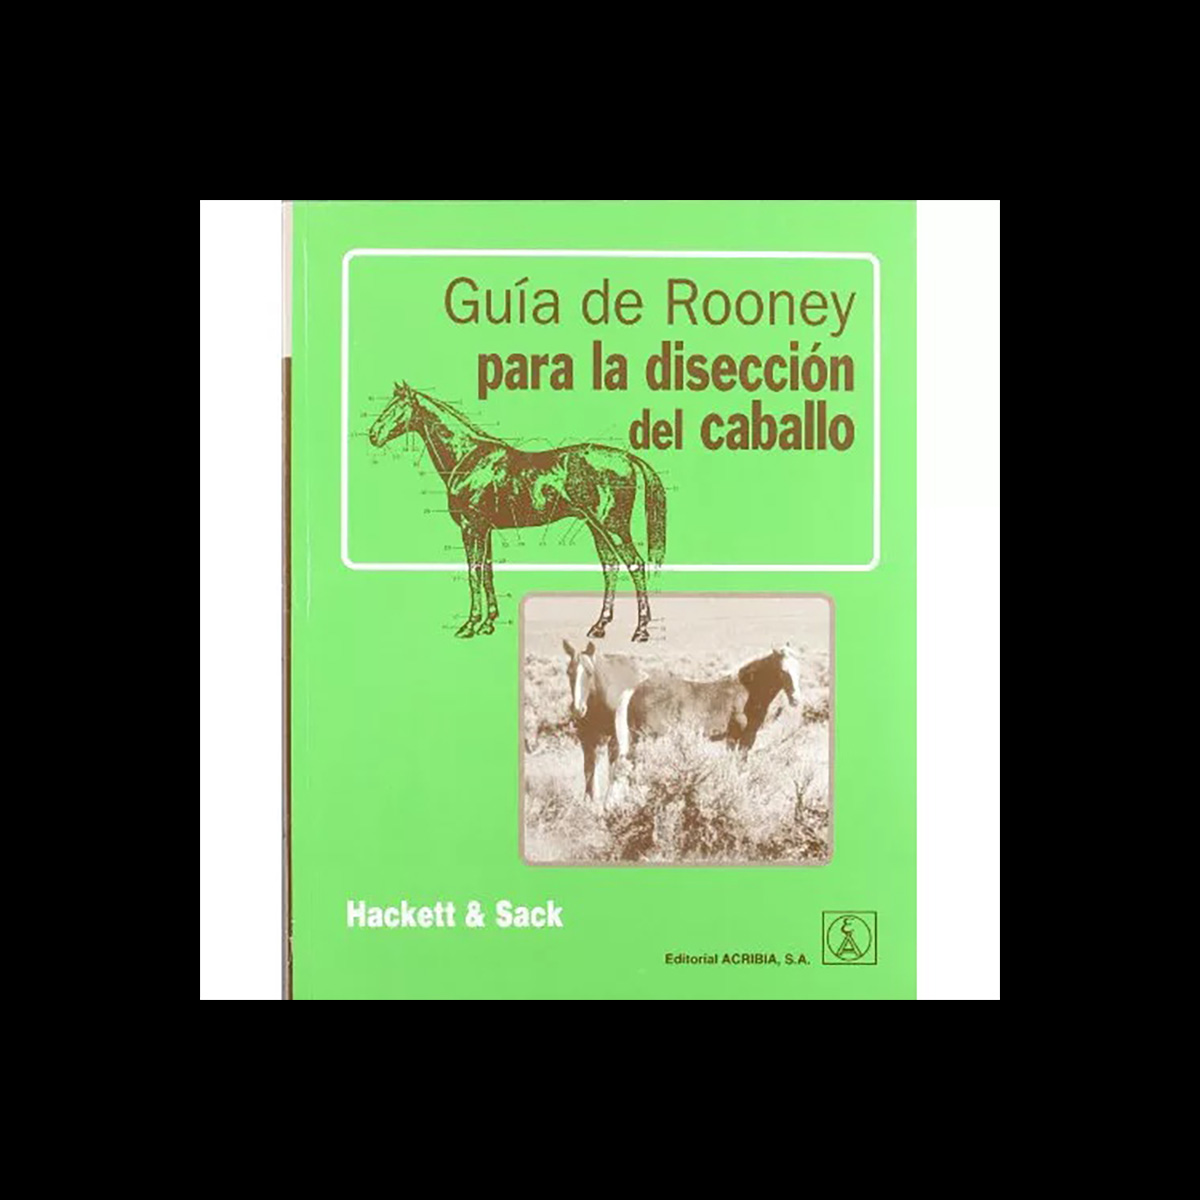 Guía de Rooney
para la disección
del caballo
Hackett & Sack
Editorial ACRIBIA, S.A.